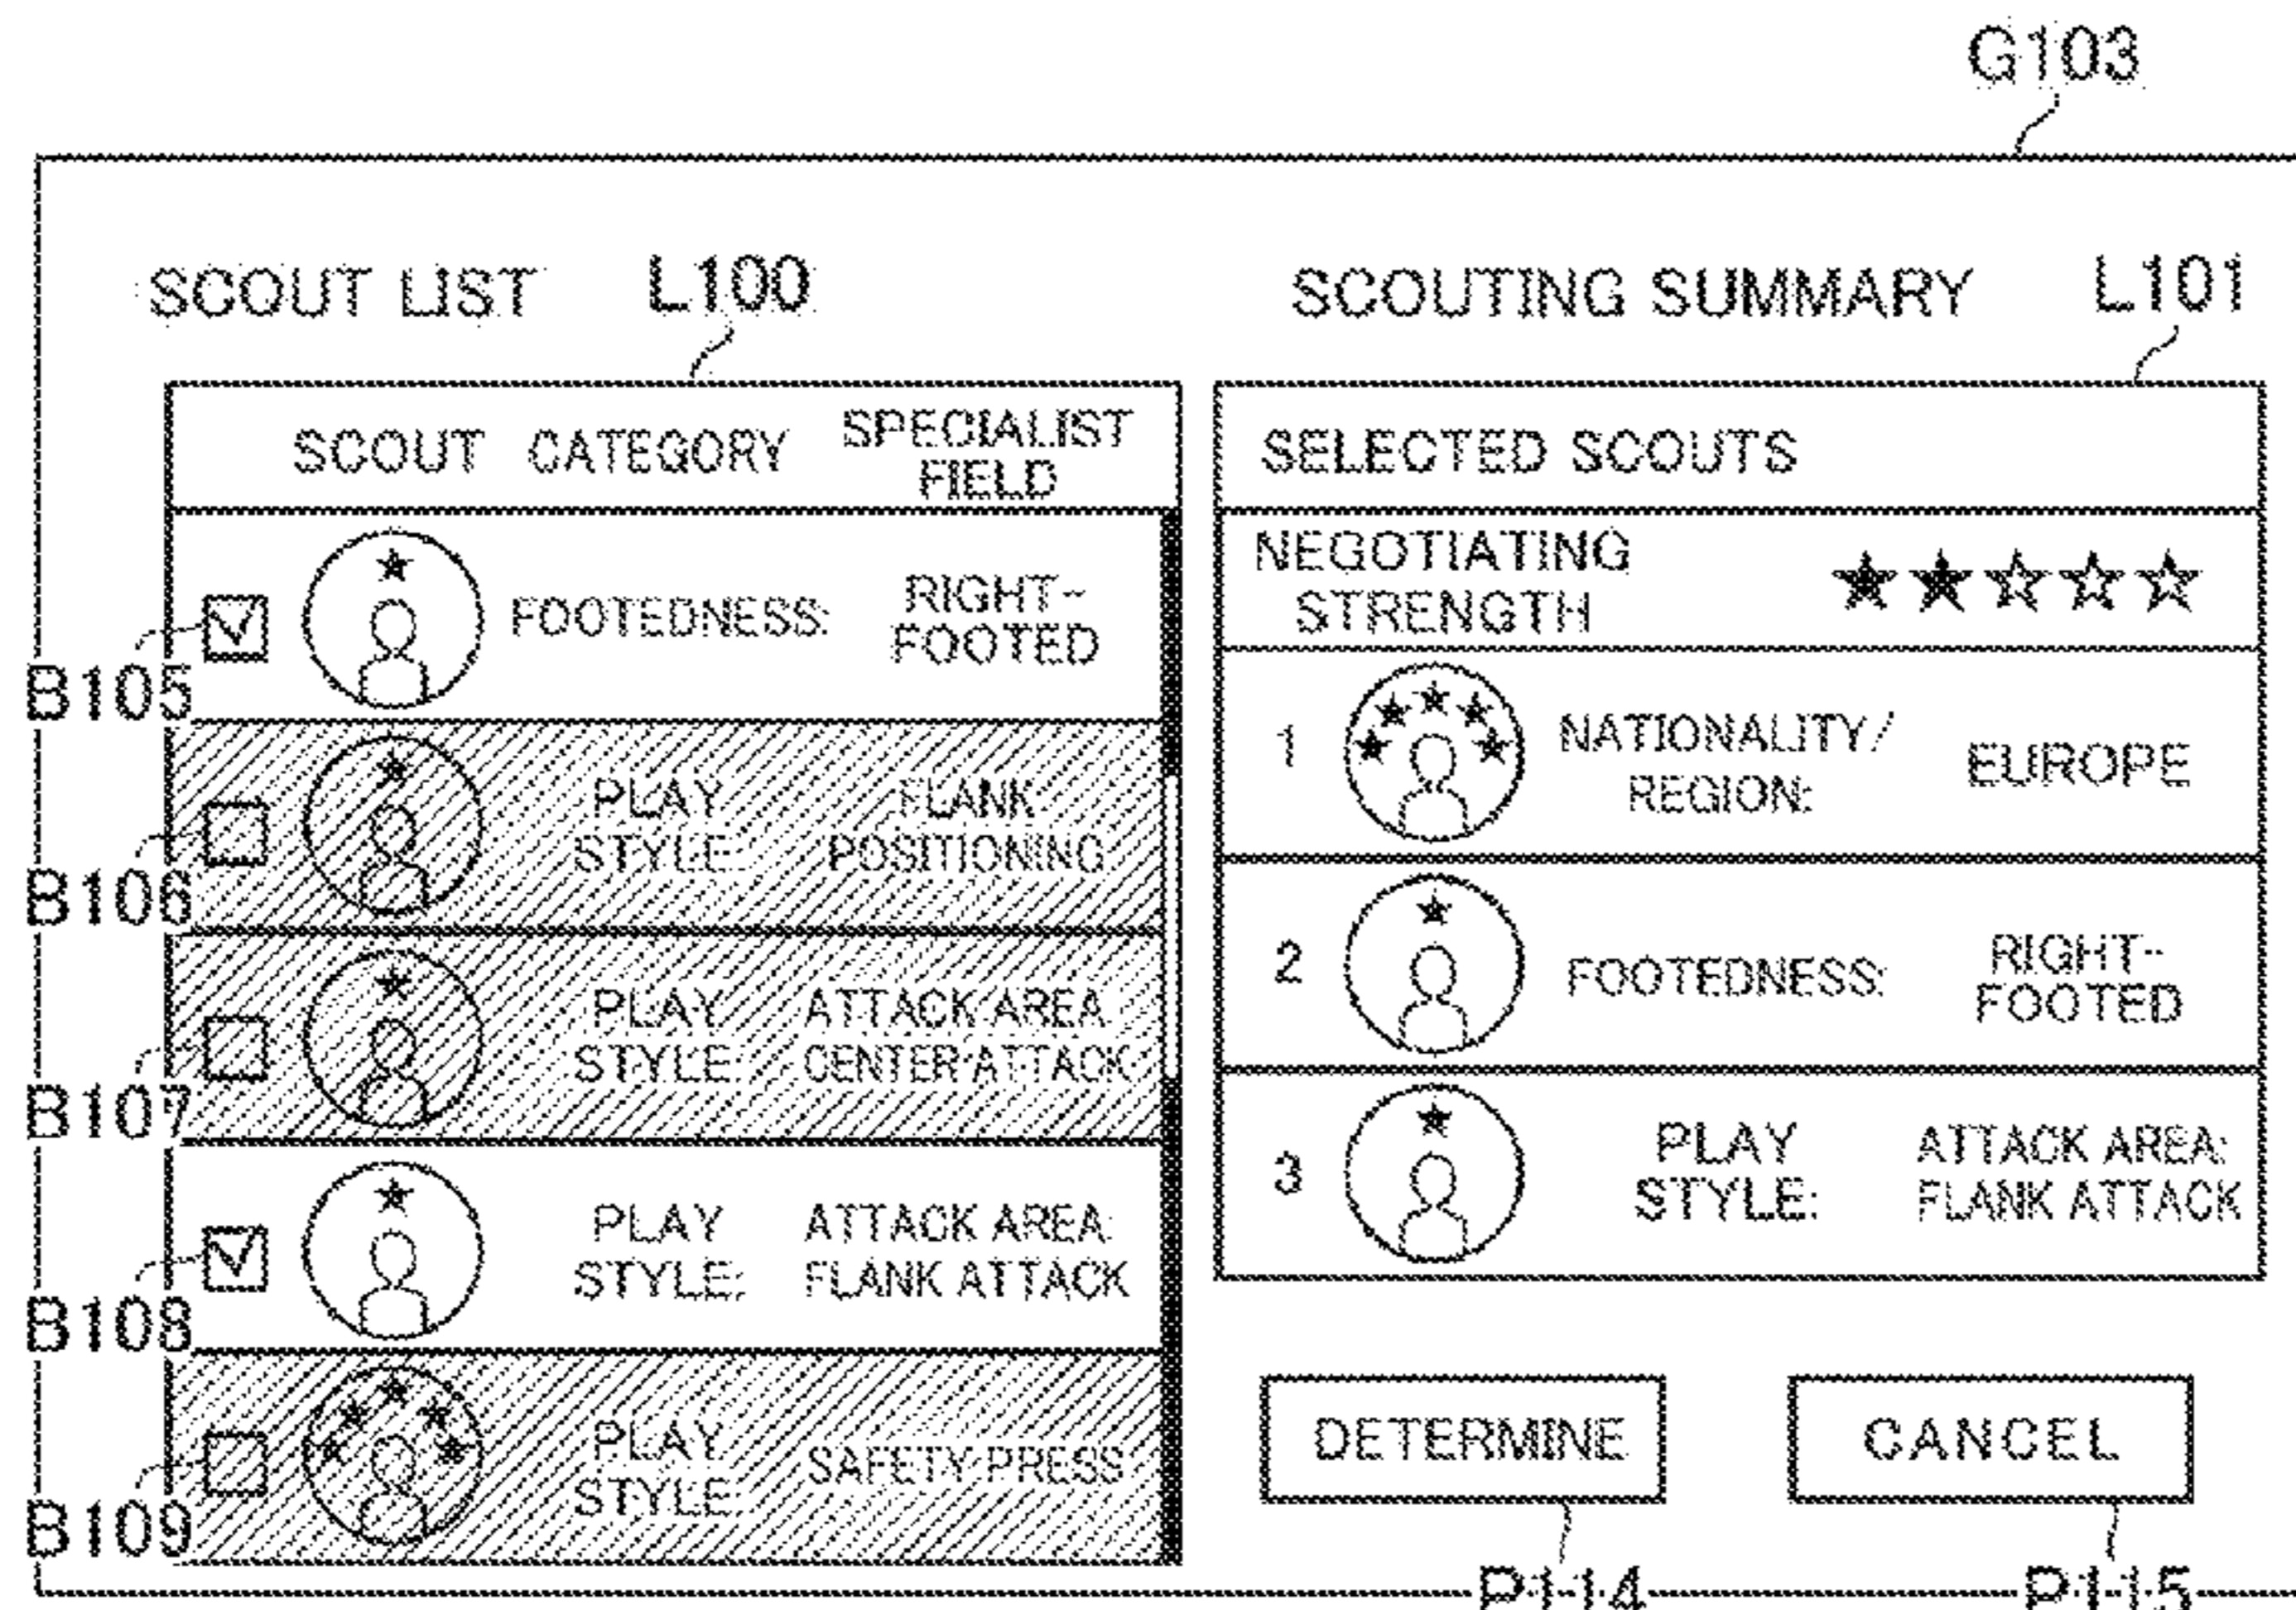 G103
SCOUT LIST L100
SCOUTING SUMMARY L101
SCOUT CATEGORY SPECIALIST
FIELD
B105
FOOTEDNESS: RIGHT-
FOOTED
B106
PLAY FLANK
STYLE: POSITIONING
B107
PLAY ATTACK AREA
STYLE: CENTER ATTACK
B108
PLAY ATTACK AREA:
STYLE: FLANK ATTACK
B109
PLAY
STYLE: SAFETY PRESS
SELECTED SCOUTS
NEGOTIATING
STRENGTH ★★☆☆☆
1 NATIONALITY/
REGION: EUROPE
2 FOOTEDNESS: RIGHT-
FOOTED
3 PLAY ATTACK AREA:
STYLE: FLANK ATTACK
DETERMINE CANCEL
P114 P115